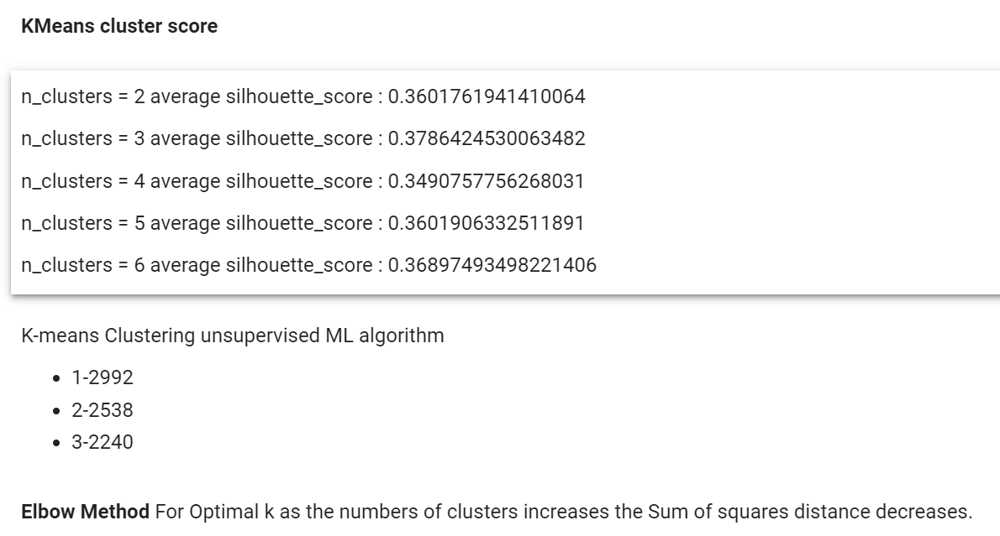 KMeans cluster score
n_clusters = 2 average silhouette_score : 0.3601761941410064
n_clusters = 3 average silhouette_score : 0.3786424530063482
n_clusters = 4 average silhouette_score : 0.3490757756268031
n_clusters = 5 average silhouette_score : 0.3601906332511891
n_clusters = 6 average silhouette_score : 0.36897493498221406
K-means Clustering unsupervised ML algorithm
• 1-2992
• 2-2538
• 3-2240
Elbow Method For Optimal k as the numbers of clusters increases the Sum of squares distance decreases.